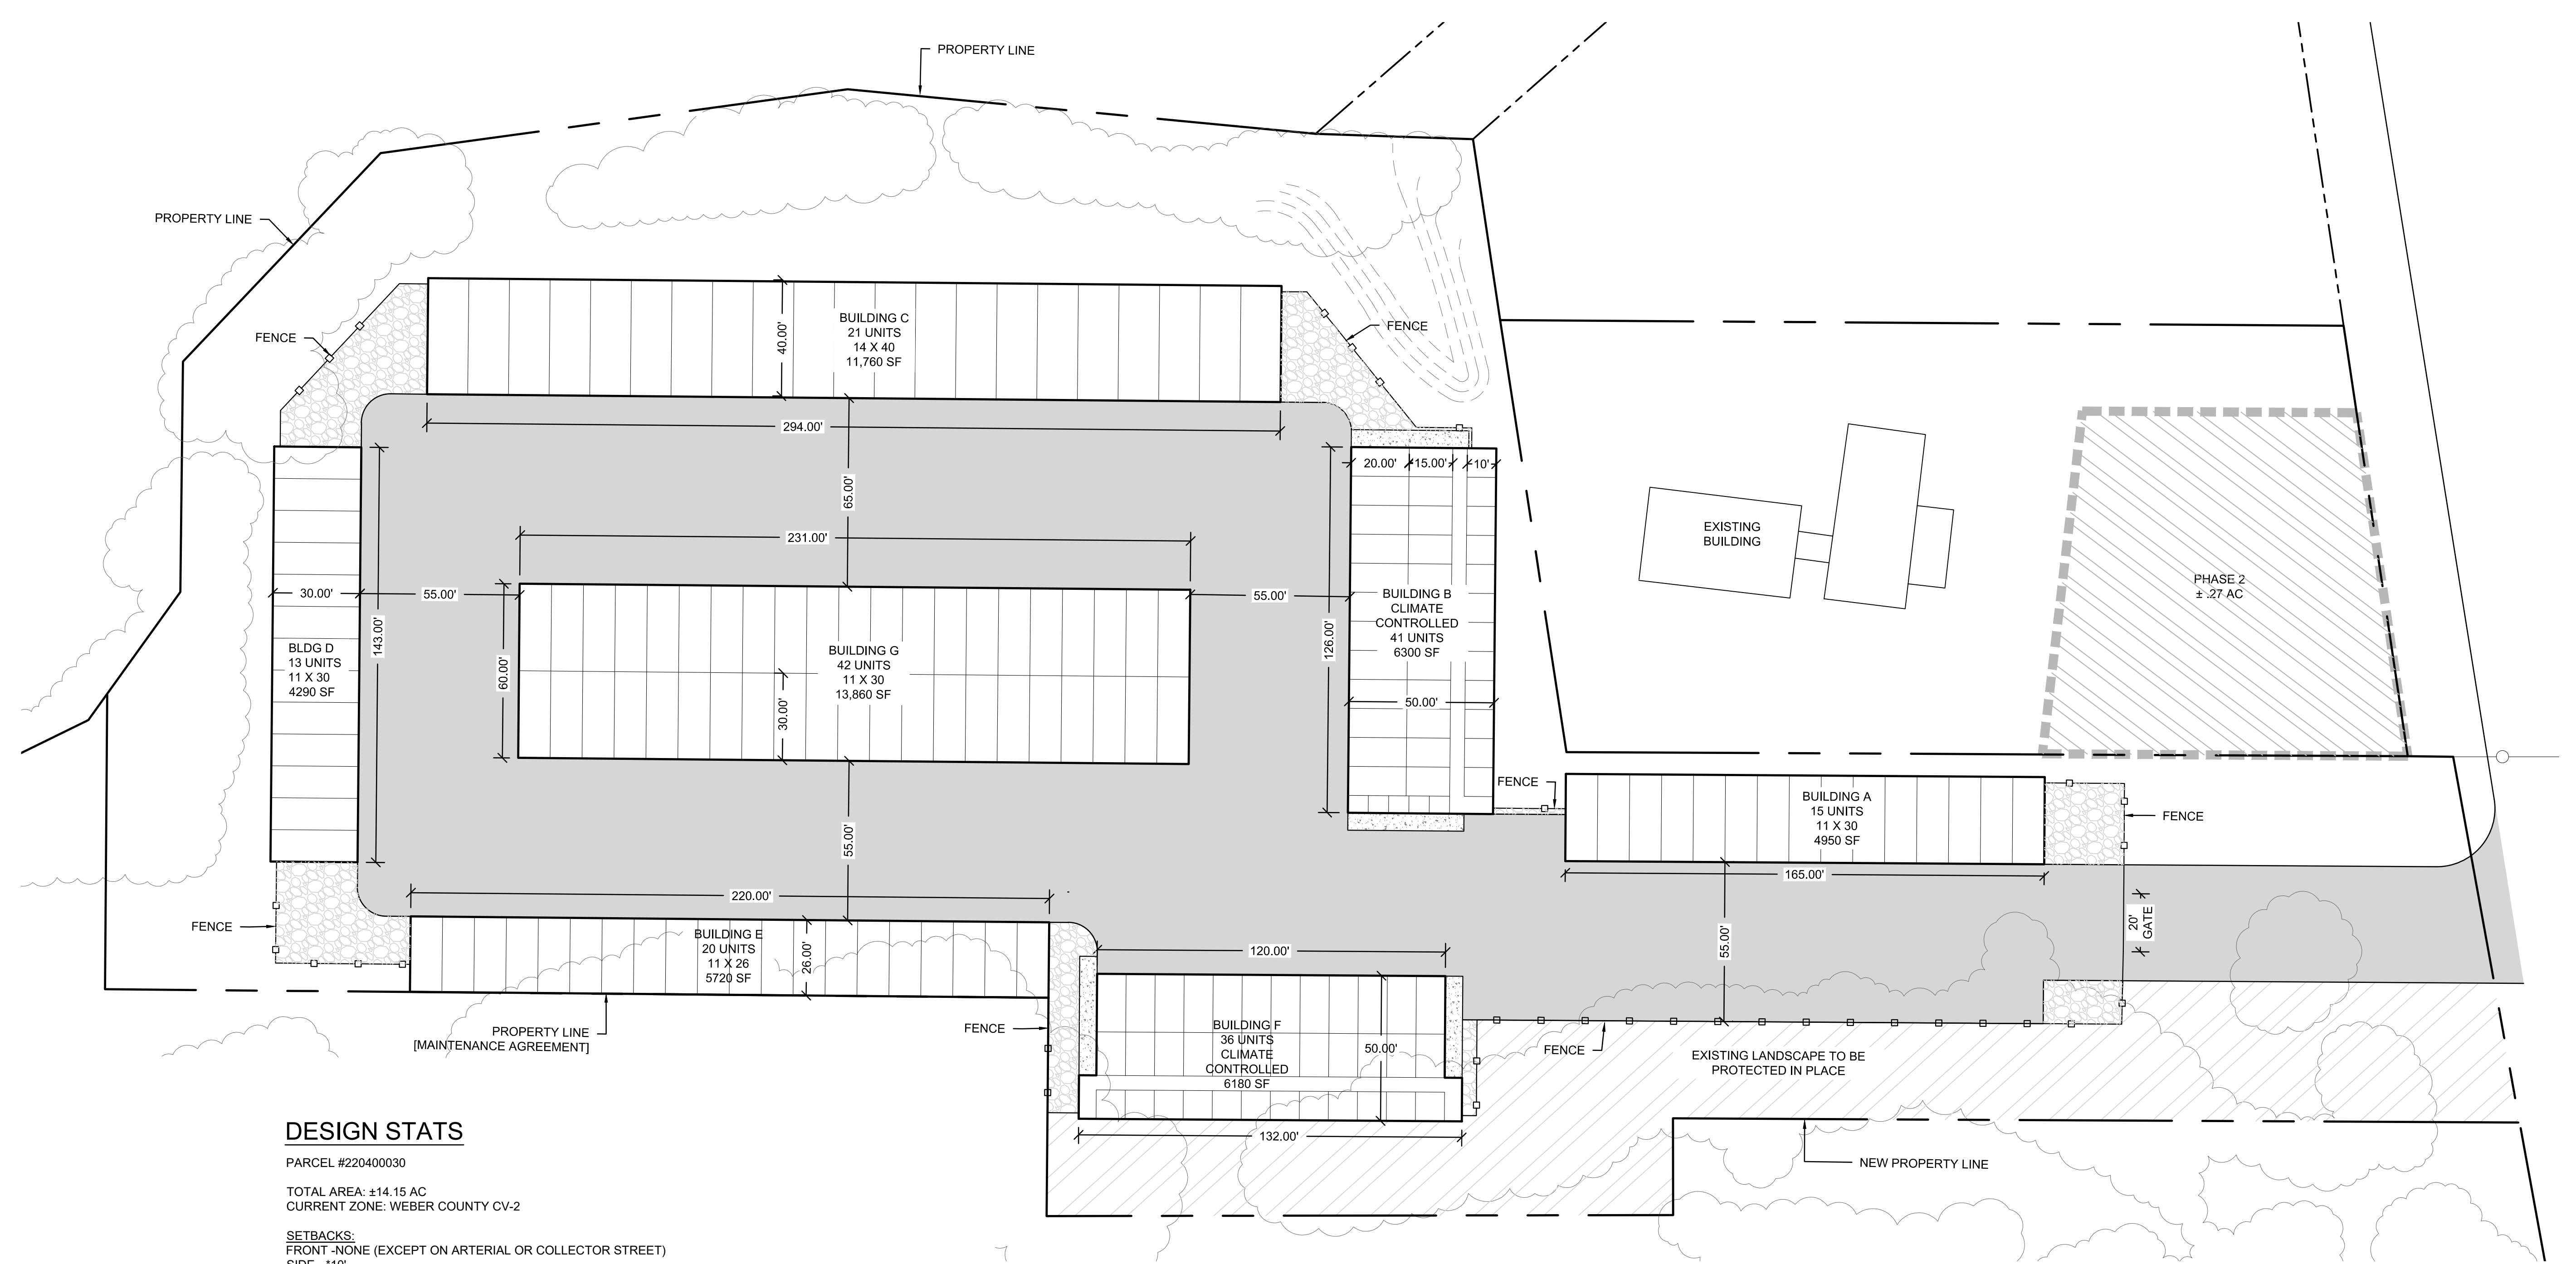 PROPERTY LINE
PROPERTY LINE
FENCE
FENCE
BUILDING C
21 UNITS
14 X 40
11,760 SF
40.00'
294.00'
65.00'
20.00'
15.00'
10'
231.00'
EXISTING
BUILDING
PHASE 2
± .27 AC
30.00'
55.00'
55.00'
BUILDING B
CLIMATE
CONTROLLED
41 UNITS
6300 SF
126.00'
50.00'
BLDG D
13 UNITS
11 X 30
4290 SF
143.00'
60.00'
BUILDING G
42 UNITS
11 X 30
13,860 SF
30.00'
FENCE
BUILDING A
15 UNITS
11 X 30
4950 SF
FENCE
55.00'
165.00'
220.00'
20'
GATE
FENCE
BUILDING E
20 UNITS
11 X 26
5720 SF
26.00'
120.00'
55.00'
PROPERTY LINE
[MAINTENANCE AGREEMENT]
FENCE
BUILDING F
36 UNITS
CLIMATE
CONTROLLED
6180 SF
50.00'
FENCE
EXISTING LANDSCAPE TO BE
PROTECTED IN PLACE
132.00'
NEW PROPERTY LINE
DESIGN STATS
PARCEL #220400030
TOTAL AREA: ±14.15 AC
CURRENT ZONE: WEBER COUNTY CV-2
SETBACKS:
FRONT -NONE (EXCEPT ON ARTERIAL OR COLLECTOR STREET)
SIDE - *10'